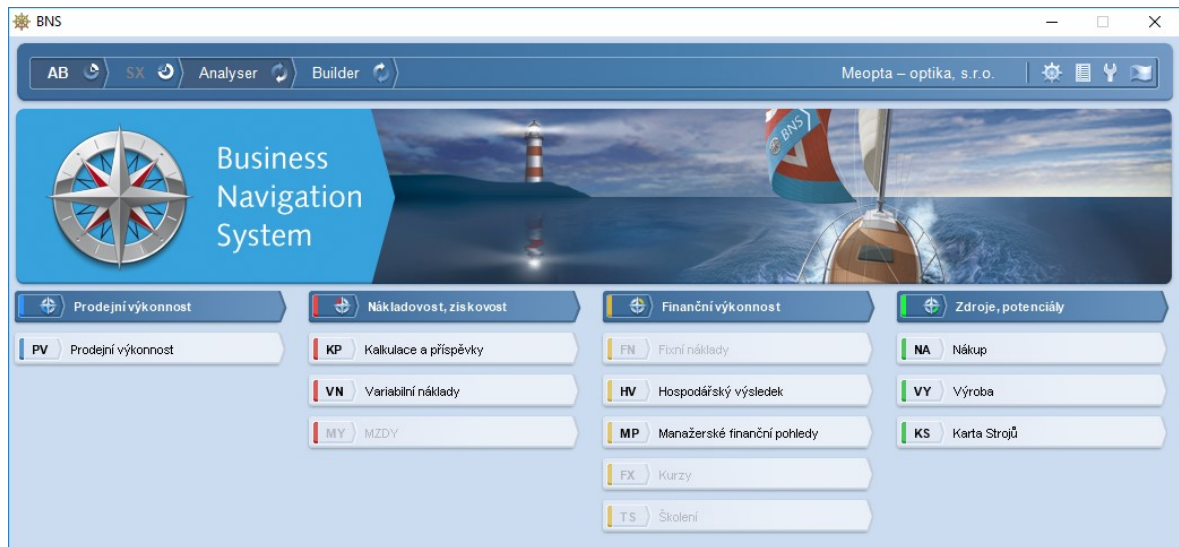 BNS
AB SX Analyser Builder Meopta – optika, s.r.o.
Business
Navigation
System
BNS
Prodejní výkonnost
PV Prodejní výkonnost
Nákladovost, ziskovost
KP Kalkulace a příspěvky
VN Variabilní náklady
MY MZDY
Finanční výkonnost
FN Fixní náklady
HV Hospodářský výsledek
MP Manažerské finanční pohledy
FX Kurzy
TS Školení
Zdroje, potenciály
NA Nákup
VY Výroba
KS Karta Strojů